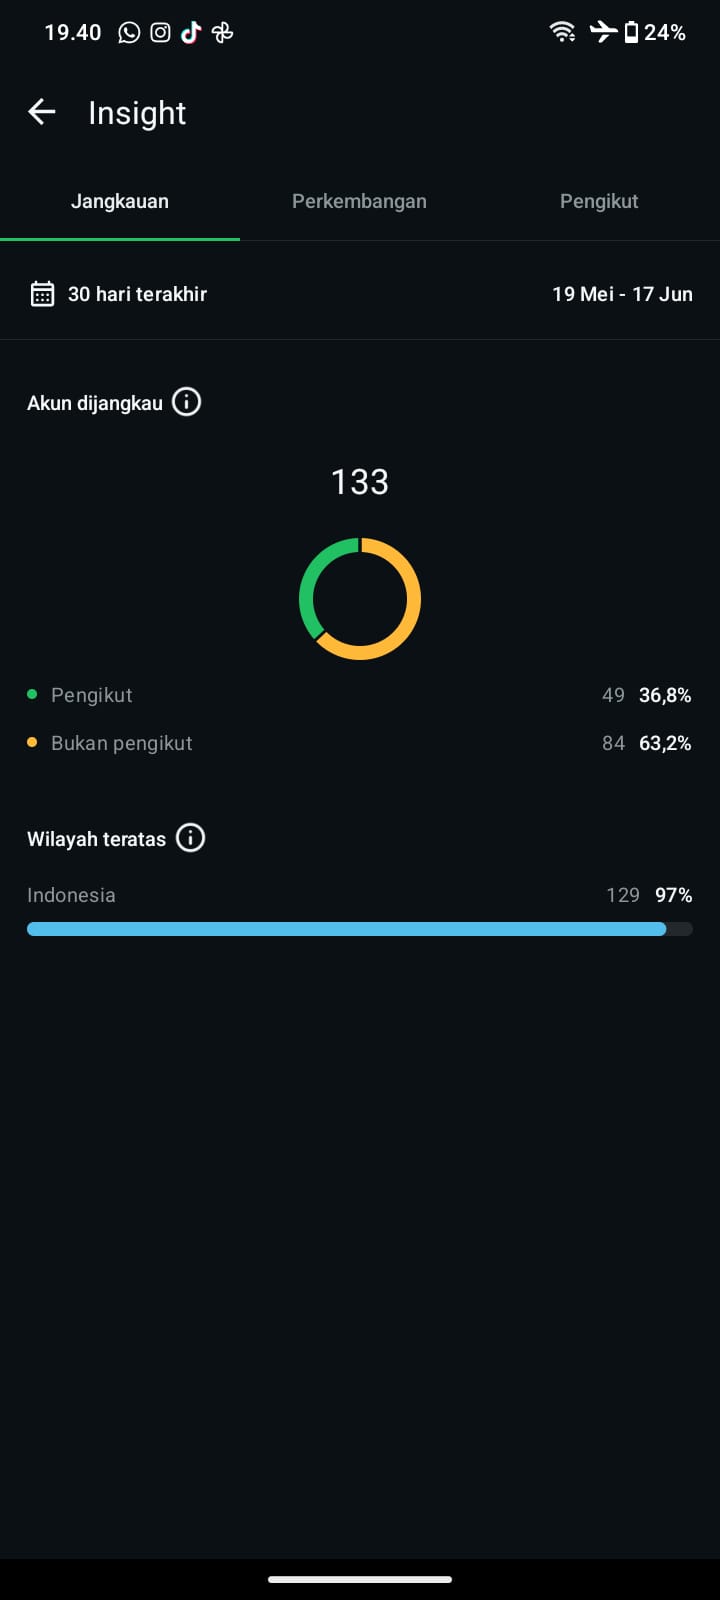 19.40 24%
Insight
Jangkauan Perkembangan Pengikut
30 hari terakhir 19 Mei - 17 Jun
Akun dijangkau
133
Pengikut 49 36,8%
Bukan pengikut 84 63,2%
Wilayah teratas
Indonesia 129 97%